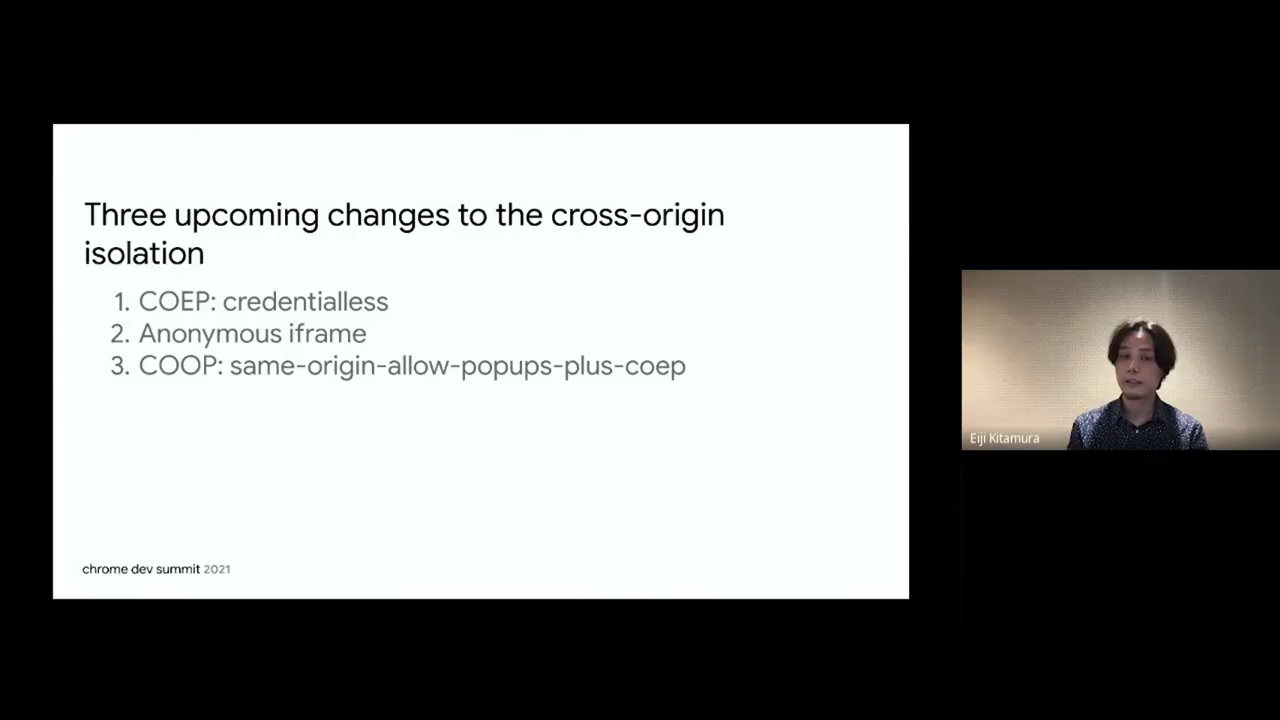 Three upcoming changes to the cross-origin
isolation
1. COEP: credentialless
2. Anonymous iframe
3. COOP: same-origin-allow-popups-plus-coep
chrome dev summit 2021
Eiji Kitamura